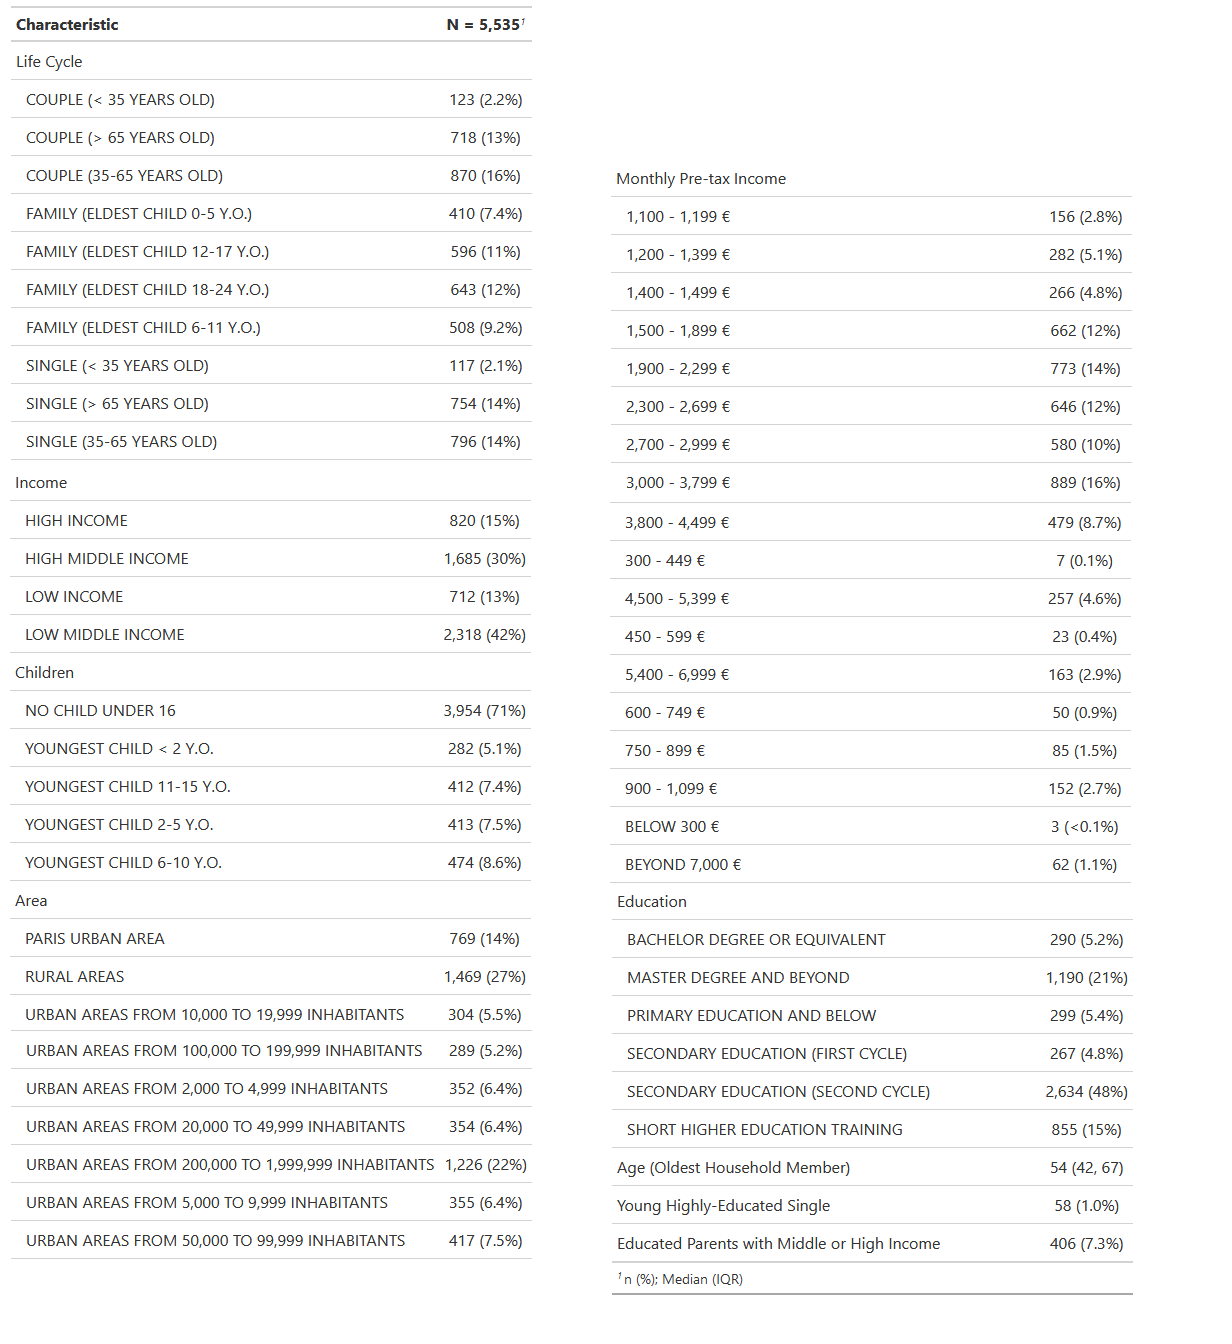 Characteristic N = 5,535¹
Life Cycle
COUPLE (< 35 YEARS OLD) 123 (2.2%)
COUPLE (> 65 YEARS OLD) 718 (13%)
COUPLE (35-65 YEARS OLD) 870 (16%)
FAMILY (ELDEST CHILD 0-5 Y.O.) 410 (7.4%)
FAMILY (ELDEST CHILD 12-17 Y.O.) 596 (11%)
FAMILY (ELDEST CHILD 18-24 Y.O.) 643 (12%)
FAMILY (ELDEST CHILD 6-11 Y.O.) 508 (9.2%)
SINGLE (< 35 YEARS OLD) 117 (2.1%)
SINGLE (> 65 YEARS OLD) 754 (14%)
SINGLE (35-65 YEARS OLD) 796 (14%)
Income
HIGH INCOME 820 (15%)
HIGH MIDDLE INCOME 1,685 (30%)
LOW INCOME 712 (13%)
LOW MIDDLE INCOME 2,318 (42%)
Children
NO CHILD UNDER 16 3,954 (71%)
YOUNGEST CHILD < 2 Y.O. 282 (5.1%)
YOUNGEST CHILD 11-15 Y.O. 412 (7.4%)
YOUNGEST CHILD 2-5 Y.O. 413 (7.5%)
YOUNGEST CHILD 6-10 Y.O. 474 (8.6%)
Area
PARIS URBAN AREA 769 (14%)
RURAL AREAS 1,469 (27%)
URBAN AREAS FROM 10,000 TO 19,999 INHABITANTS 304 (5.5%)
URBAN AREAS FROM 100,000 TO 199,999 INHABITANTS 289 (5.2%)
URBAN AREAS FROM 2,000 TO 4,999 INHABITANTS 352 (6.4%)
URBAN AREAS FROM 20,000 TO 49,999 INHABITANTS 354 (6.4%)
URBAN AREAS FROM 200,000 TO 1,999,999 INHABITANTS 1,226 (22%)
URBAN AREAS FROM 5,000 TO 9,999 INHABITANTS 355 (6.4%)
URBAN AREAS FROM 50,000 TO 99,999 INHABITANTS 417 (7.5%)
Monthly Pre-tax Income
1,100 - 1,199 € 156 (2.8%)
1,200 - 1,399 € 282 (5.1%)
1,400 - 1,499 € 266 (4.8%)
1,500 - 1,899 € 662 (12%)
1,900 - 2,299 € 773 (14%)
2,300 - 2,699 € 646 (12%)
2,700 - 2,999 € 580 (10%)
3,000 - 3,799 € 889 (16%)
3,800 - 4,499 € 479 (8.7%)
300 - 449 € 7 (0.1%)
4,500 - 5,399 € 257 (4.6%)
450 - 599 € 23 (0.4%)
5,400 - 6,999 € 163 (2.9%)
600 - 749 € 50 (0.9%)
750 - 899 € 85 (1.5%)
900 - 1,099 € 152 (2.7%)
BELOW 300 € 3 (<0.1%)
BEYOND 7,000 € 62 (1.1%)
Education
BACHELOR DEGREE OR EQUIVALENT 290 (5.2%)
MASTER DEGREE AND BEYOND 1,190 (21%)
PRIMARY EDUCATION AND BELOW 299 (5.4%)
SECONDARY EDUCATION (FIRST CYCLE) 267 (4.8%)
SECONDARY EDUCATION (SECOND CYCLE) 2,634 (48%)
SHORT HIGHER EDUCATION TRAINING 855 (15%)
Age (Oldest Household Member) 54 (42, 67)
Young Highly-Educated Single 58 (1.0%)
Educated Parents with Middle or High Income 406 (7.3%)
¹ n (%); Median (IQR)